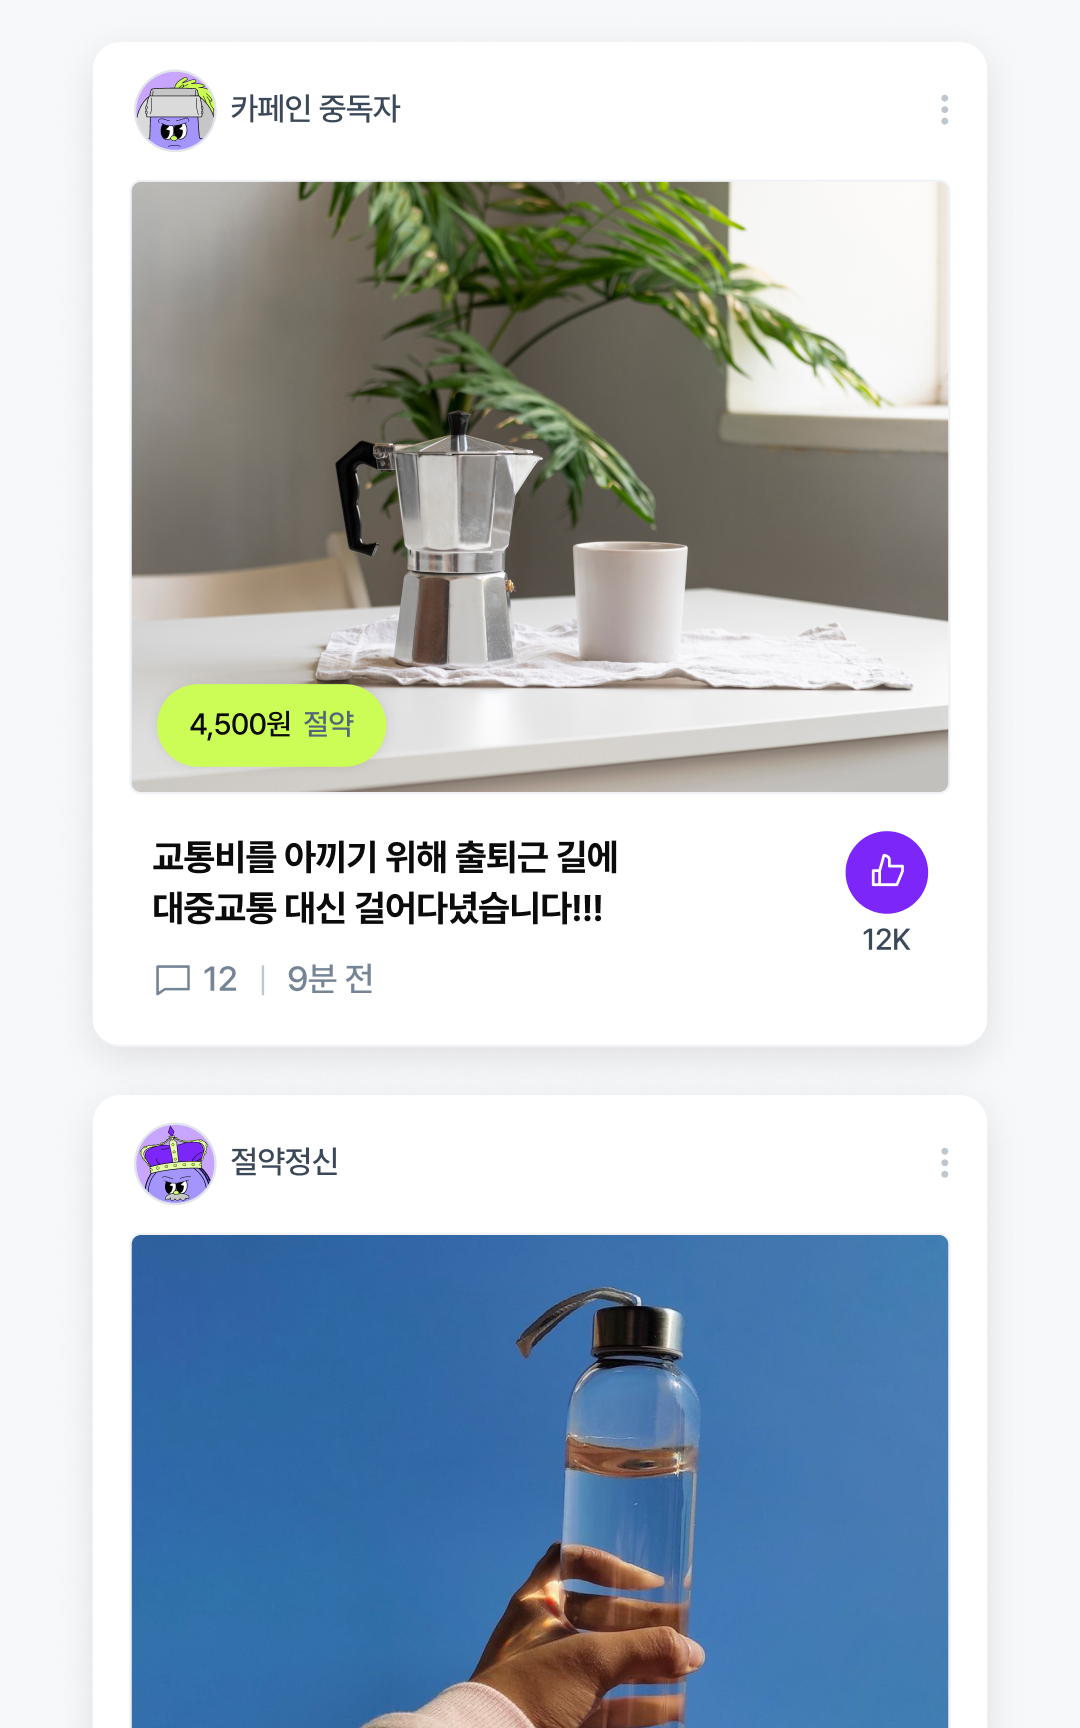 카페인 중독자
4,500원 절약
교통비를 아끼기 위해 출퇴근 길에
대중교통 대신 걸어다녔습니다!!!
12K
12 | 9분 전
절약정신